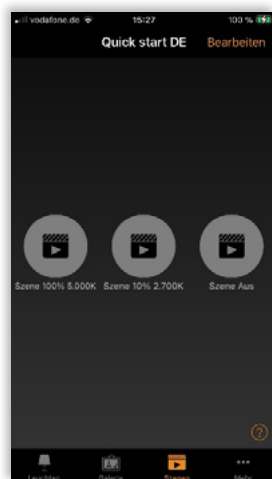 vodafone.de 15:27 100 %
Quick start DE Bearbeiten
Szene 100% 5.000K Szene 10% 2.700K Szene Aus
?
Leuchten Galerie Szenen Mehr